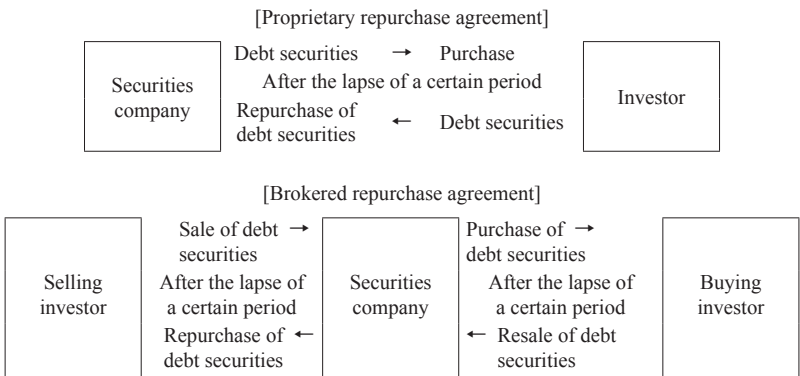 [Proprietary repurchase agreement]
Securities
company
Debt securities → Purchase
After the lapse of a certain period
Repurchase of
debt securities
← Debt securities
Investor
[Brokered repurchase agreement]
Selling
investor
Sale of debt →
securities
After the lapse of
a certain period
Repurchase of ←
debt securities
Securities
company
Purchase of →
debt securities
After the lapse of
a certain period
← Resale of debt
securities
Buying
investor